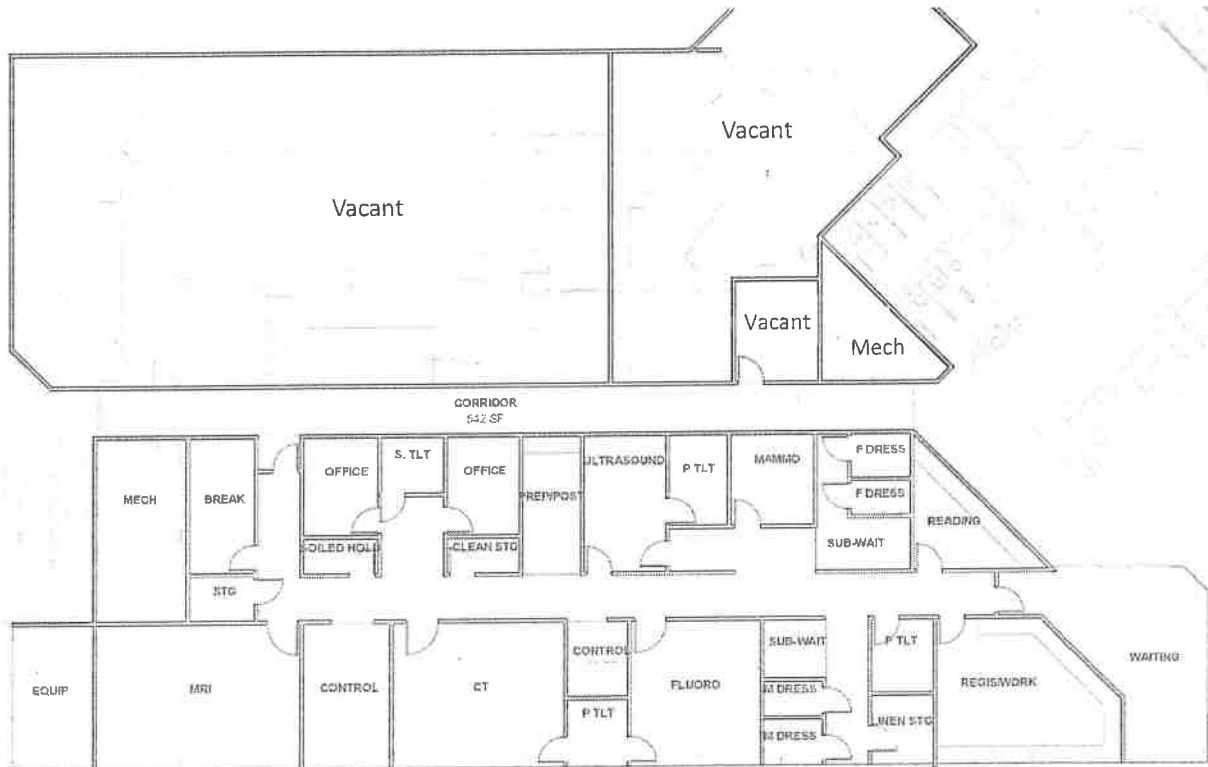 Vacant
Vacant
Vacant
Mech
CORRIDOR
542 SF
MECH
BREAK
OFFICE
S. TLT
OFFICE
PREP/POST
ULTRASOUND
P TLT
MAMMO
F DRESS
F DRESS
READING
SUB-WAIT
SOILED HOLD
CLEAN STG
STG
EQUIP
MRI
CONTROL
CT
CONTROL
P TLT
FLUORO
SUB-WAIT
M DRESS
M DRESS
P TLT
LINEN STG
REGIS/WORK
WAITING